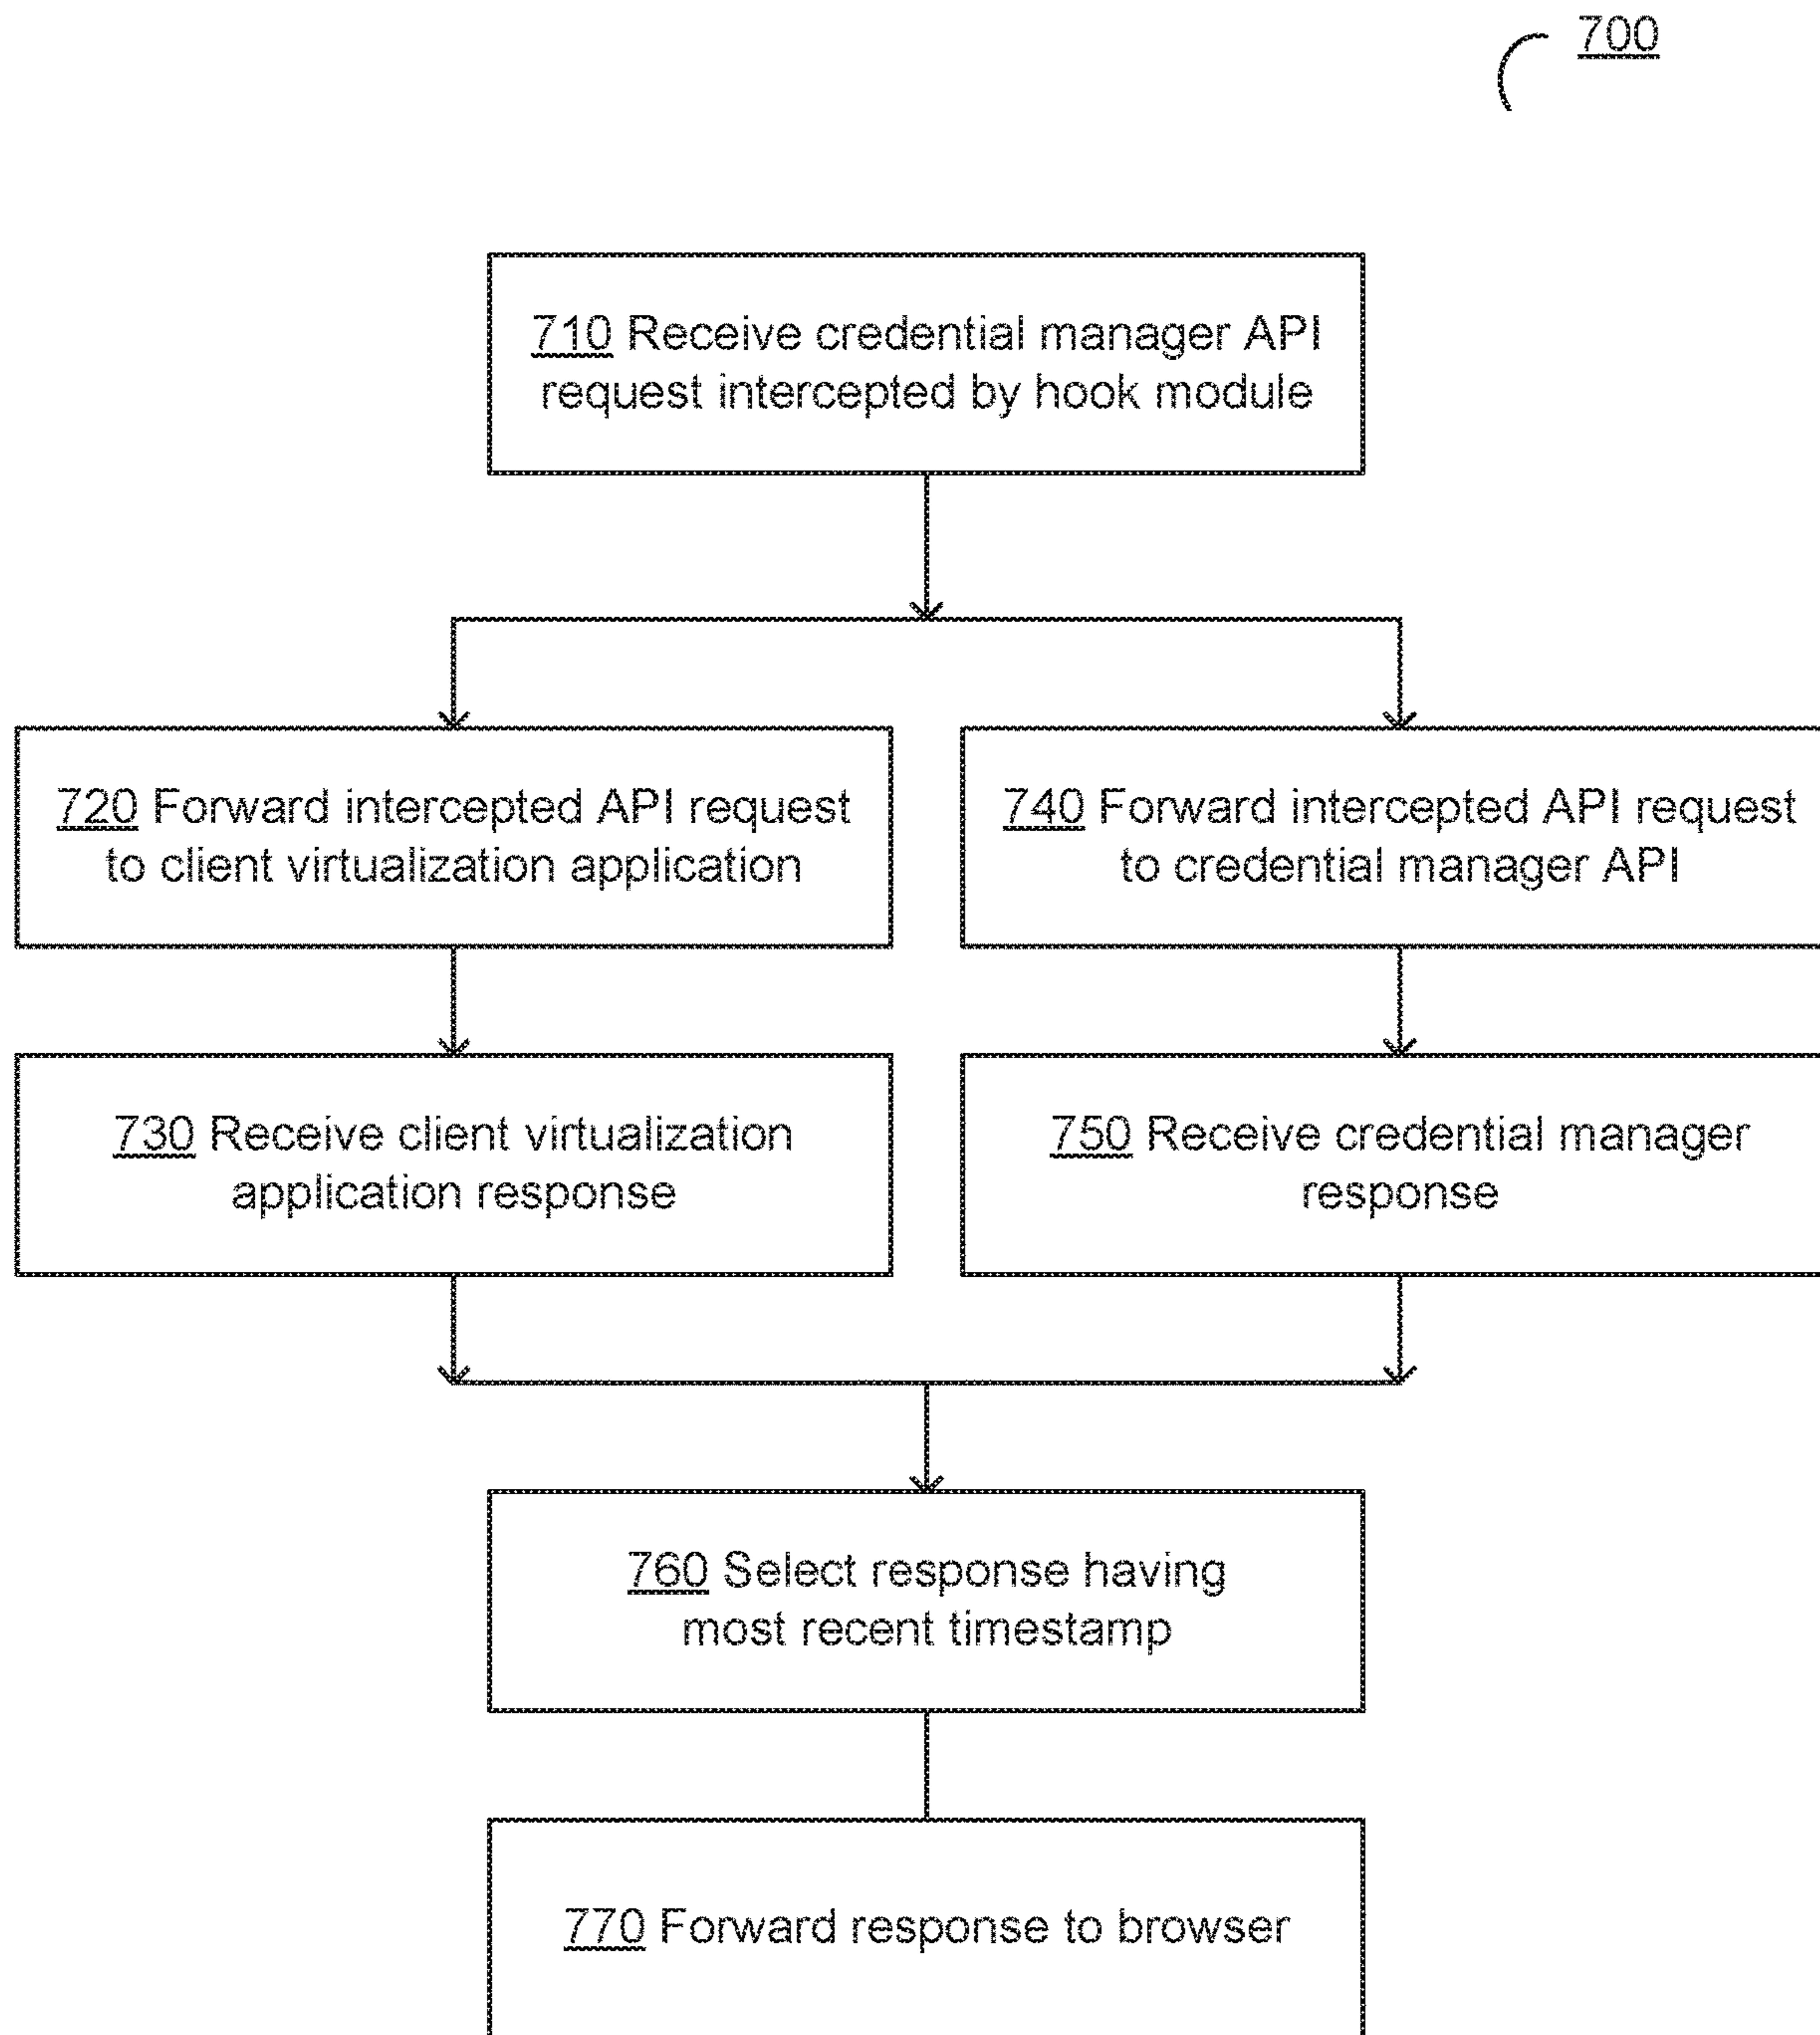 700
710 Receive credential manager API
request intercepted by hook module
720 Forward intercepted API request
to client virtualization application
740 Forward intercepted API request
to credential manager API
730 Receive client virtualization
application response
750 Receive credential manager
response
760 Select response having
most recent timestamp
770 Forward response to browser